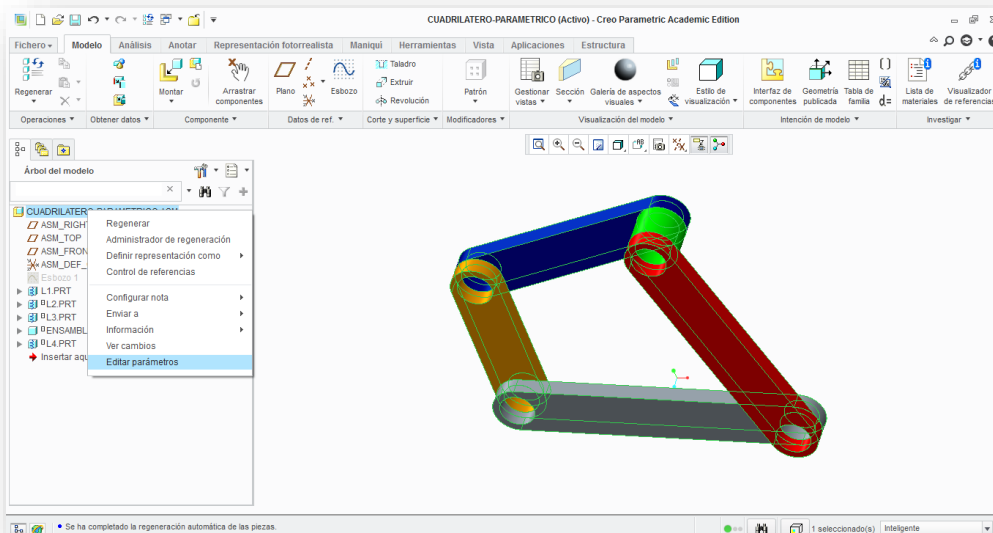 CUADRILATERO-PARAMETRICO (Activo) - Creo Parametric Academic Edition
Fichero Modelo Análisis Anotar Representación fotorrealista Maniquí Herramientas Vista Aplicaciones Estructura
Regenerar
Montar
Arrastrar componentes
Plano
Esbozo
Taladro
Extruir
Revolución
Patrón
Gestionar vistas
Sección
Galería de aspectos visuales
Estilo de visualización
Interfaz de componentes
Geometría publicada
Tabla de familia
d=
Lista de materiales
Visualizador de referencias
Operaciones Obtener datos Componente Datos de ref. Corte y superficie Modificadores Visualización del modelo Intención de modelo Investigar
Árbol del modelo
CUADRILATERO-PARAMETRICO.ASM
ASM_RIGHT
ASM_TOP
ASM_FRON
ASM_DEF_
Esbozo 1
L1.PRT
L2.PRT
L3.PRT
ENSAMBL
L4.PRT
Insertar aqu
Regenerar
Administrador de regeneración
Definir representación como
Control de referencias
Configurar nota
Enviar a
Información
Ver cambios
Editar parámetros
Se ha completado la regeneración automática de las piezas.
1 seleccionado(s) Inteligente